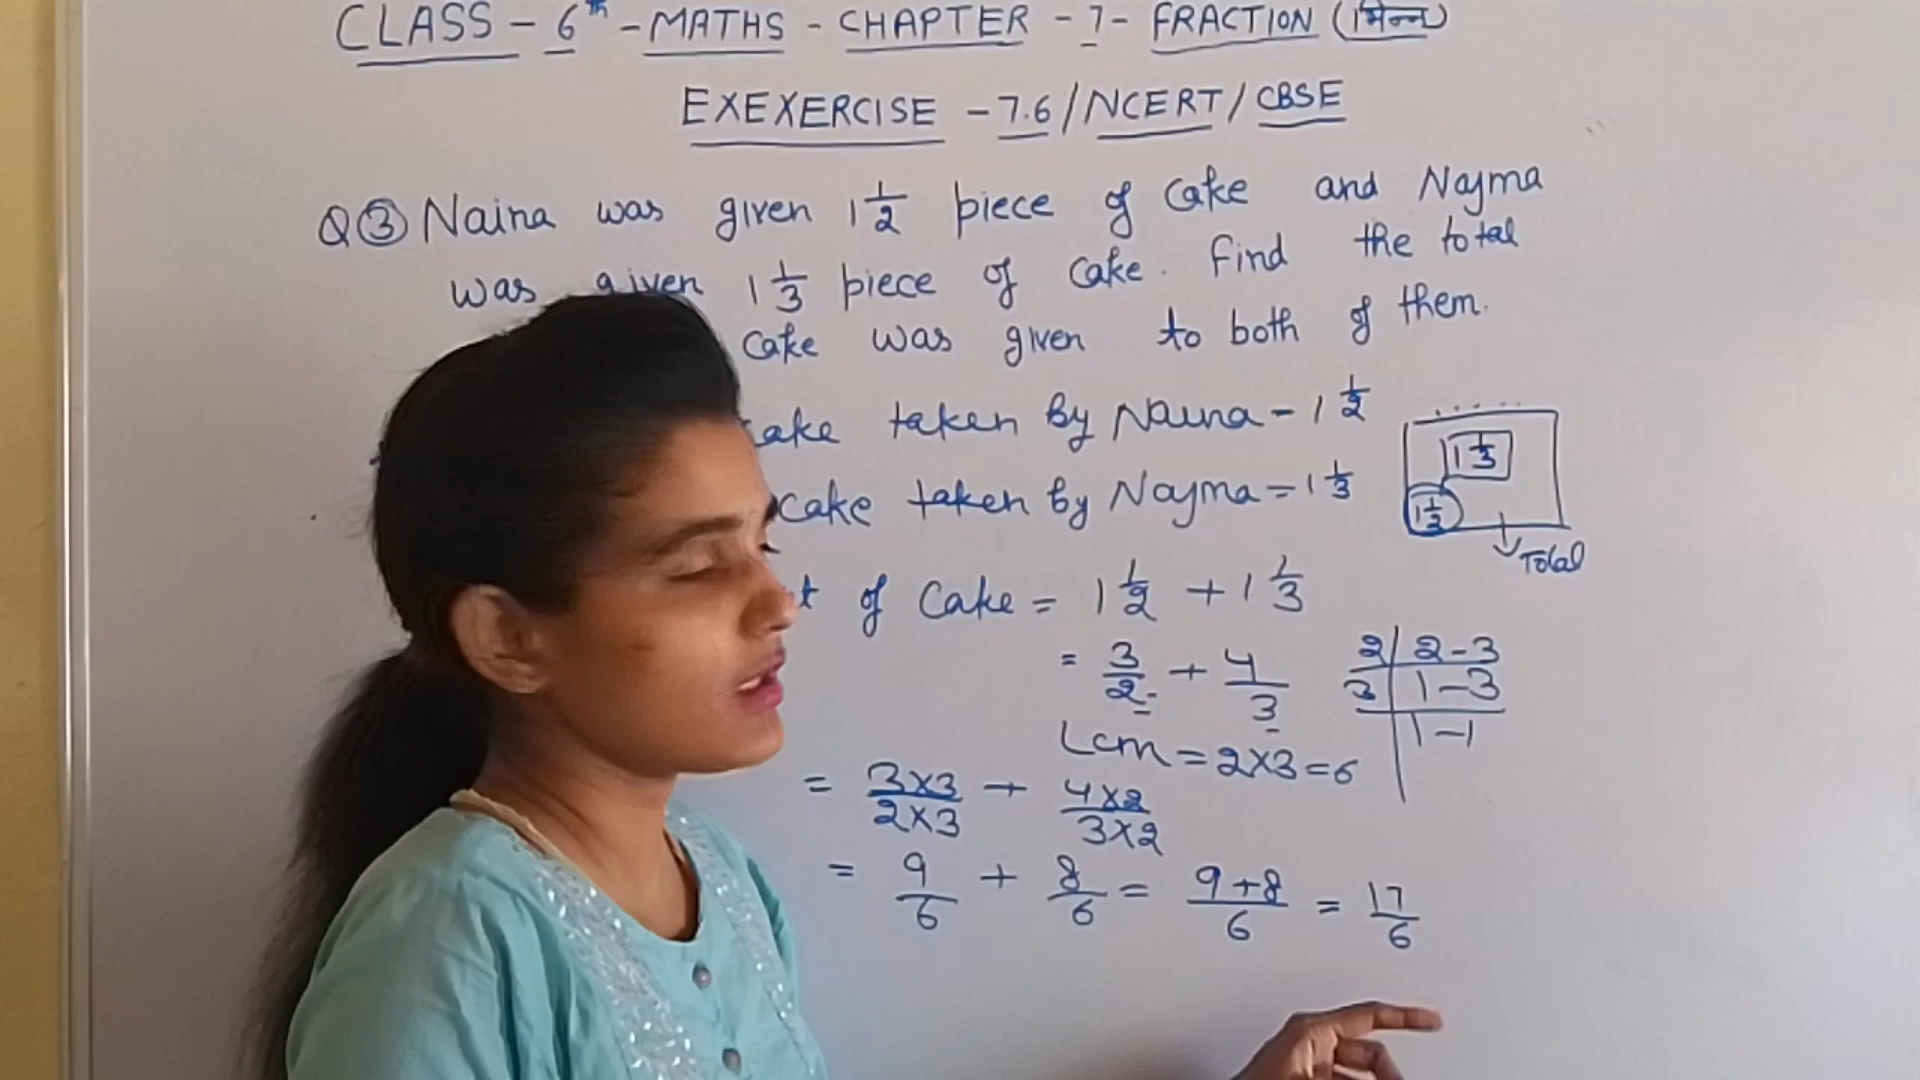 CLASS - 6th - MATHS - CHAPTER - 7 - FRACTION (भिन्न)
EXEXERCISE - 7.6 / NCERT / CBSE
Q ③ Naina was given 1 1/2 piece of cake and Najma
was given 1 1/3 piece of cake. Find the total
cake was given to both of them.
cake taken by Naina - 1 1/2
cake taken by Najma = 1 1/3
1 1/3
1 1/2
Total
of Cake = 1 1/2 + 1 1/3
= 3/2 + 4/3
2 | 2 - 3
3 | 1 - 3
1 - 1
Lcm = 2×3 = 6
= 3×3/2×3 + 4×2/3×2
= 9/6 + 8/6 = 9+8/6 = 17/6